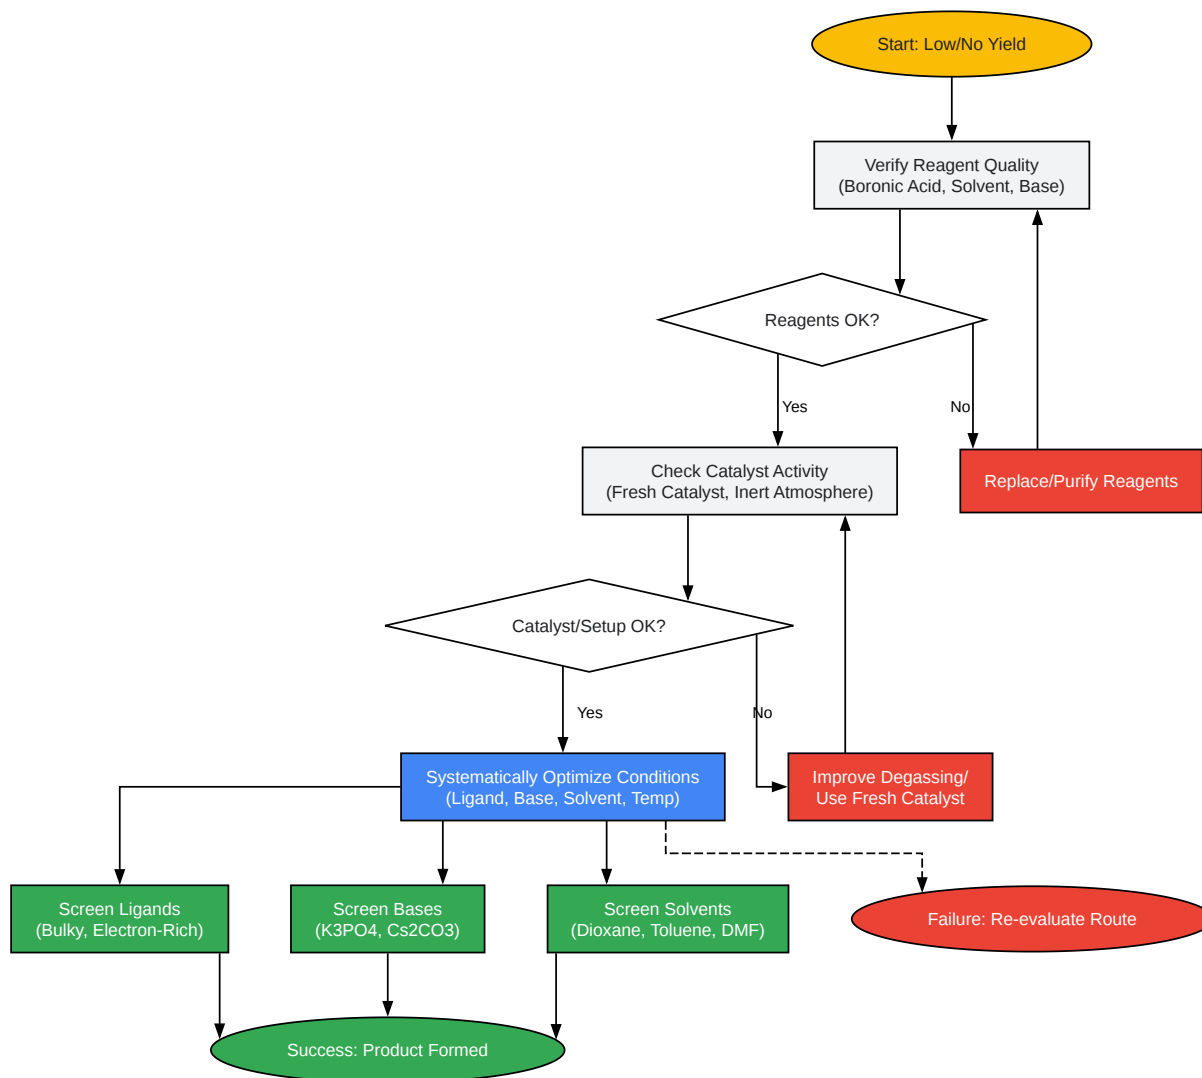 Start: Low/No Yield
Verify Reagent Quality
(Boronic Acid, Solvent, Base)
Reagents OK?
Yes
No
Check Catalyst Activity
(Fresh Catalyst, Inert Atmosphere)
Replace/Purify Reagents
Catalyst/Setup OK?
Yes
No
Systematically Optimize Conditions
(Ligand, Base, Solvent, Temp)
Improve Degassing/
Use Fresh Catalyst
Screen Ligands
(Bulky, Electron-Rich)
Screen Bases
(K3PO4, Cs2CO3)
Screen Solvents
(Dioxane, Toluene, DMF)
Failure: Re-evaluate Route
Success: Product Formed